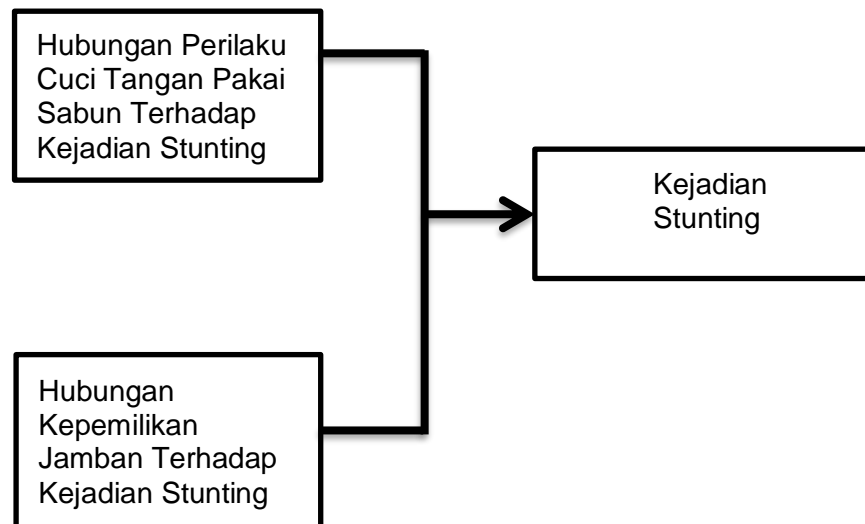 Hubungan Perilaku
Cuci Tangan Pakai
Sabun Terhadap
Kejadian Stunting
Kejadian
Stunting
Hubungan
Kepemilikan
Jamban Terhadap
Kejadian Stunting